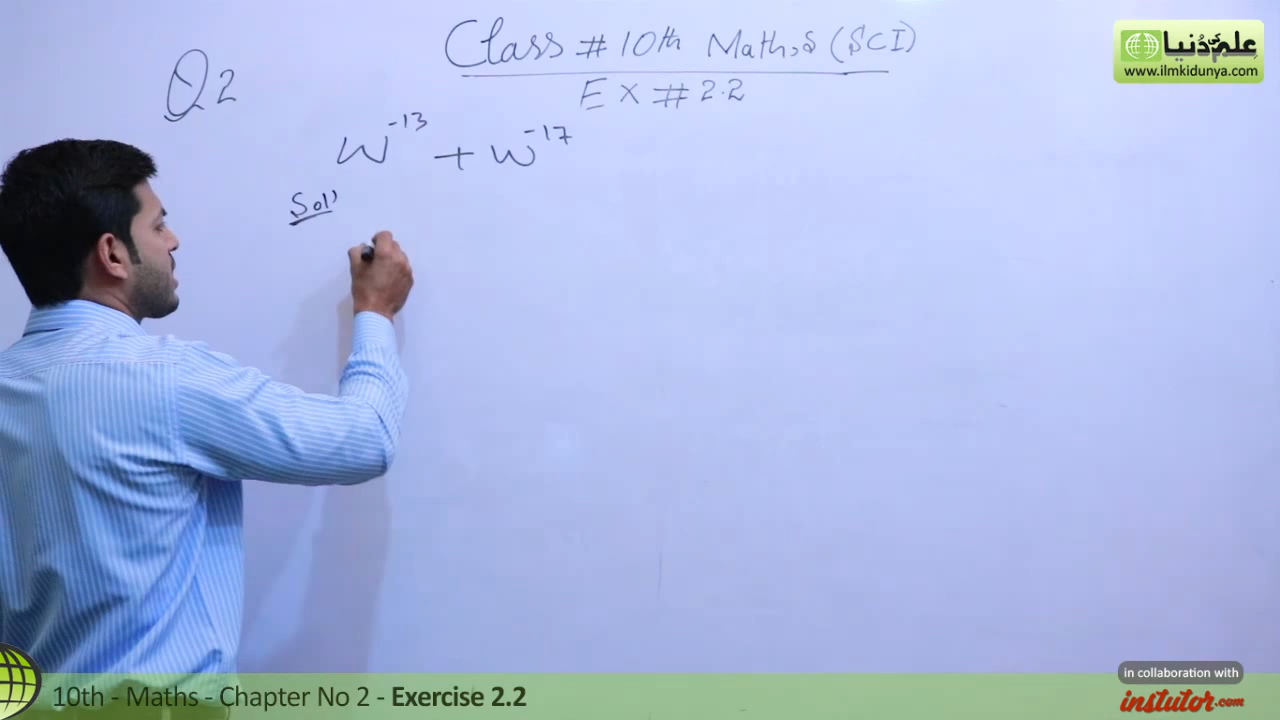 Class # 10th Maths (SCI)
علم کی دُنیا
www.ilmkidunya.com
Ex # 2.2
Q2
w⁻¹³ + w⁻¹⁷
Sol'
in collaboration with
instutor.com
10th - Maths - Chapter No 2 - Exercise 2.2